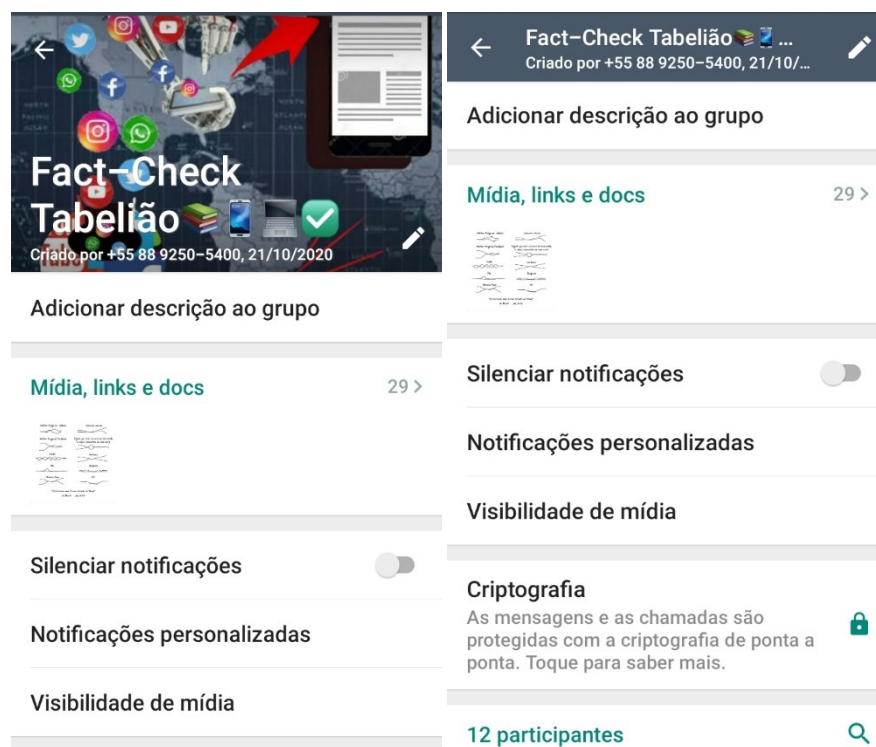 Fact-Check
Tabelião📚📱💻✅
Criado por +55 88 9250-5400, 21/10/2020
Adicionar descrição ao grupo
Mídia, links e docs 29 >
Silenciar notificações
Notificações personalizadas
Visibilidade de mídia
Fact-Check Tabelião📚📱...
Criado por +55 88 9250-5400, 21/10/...
Adicionar descrição ao grupo
Mídia, links e docs 29 >
Silenciar notificações
Notificações personalizadas
Visibilidade de mídia
Criptografia
As mensagens e as chamadas são
protegidas com a criptografia de ponta a
ponta. Toque para saber mais.
12 participantes